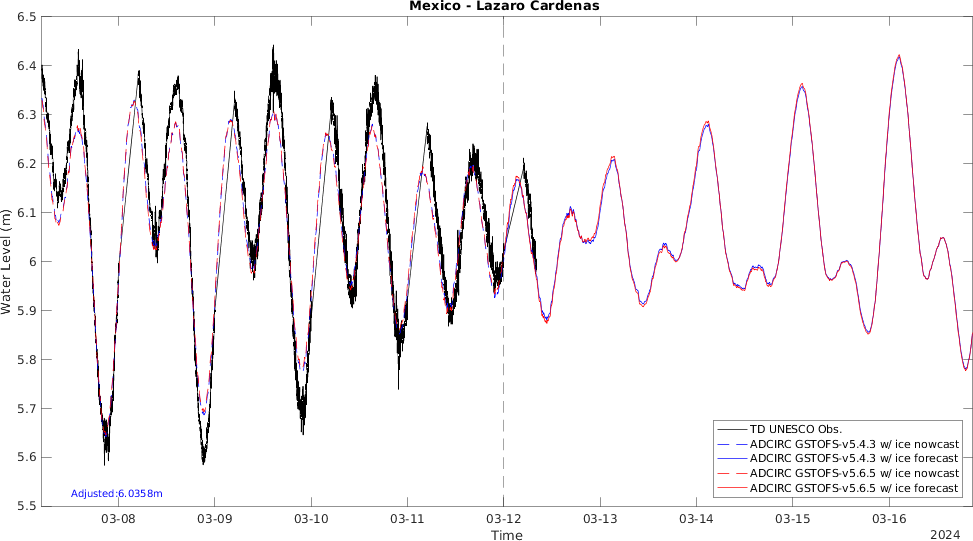 Mexico - Lazaro Cardenas
6.5
6.4
6.3
6.2
6.1
6
5.9
5.8
5.7
5.6
5.5
Water Level (m)
Adjusted:6.0358m
TD UNESCO Obs.
ADCIRC GSTOFS-v5.4.3 w/ ice nowcast
ADCIRC GSTOFS-v5.4.3 w/ ice forecast
ADCIRC GSTOFS-v5.6.5 w/ ice nowcast
ADCIRC GSTOFS-v5.6.5 w/ ice forecast
03-08 03-09 03-10 03-11 03-12 03-13 03-14 03-15 03-16
Time
2024